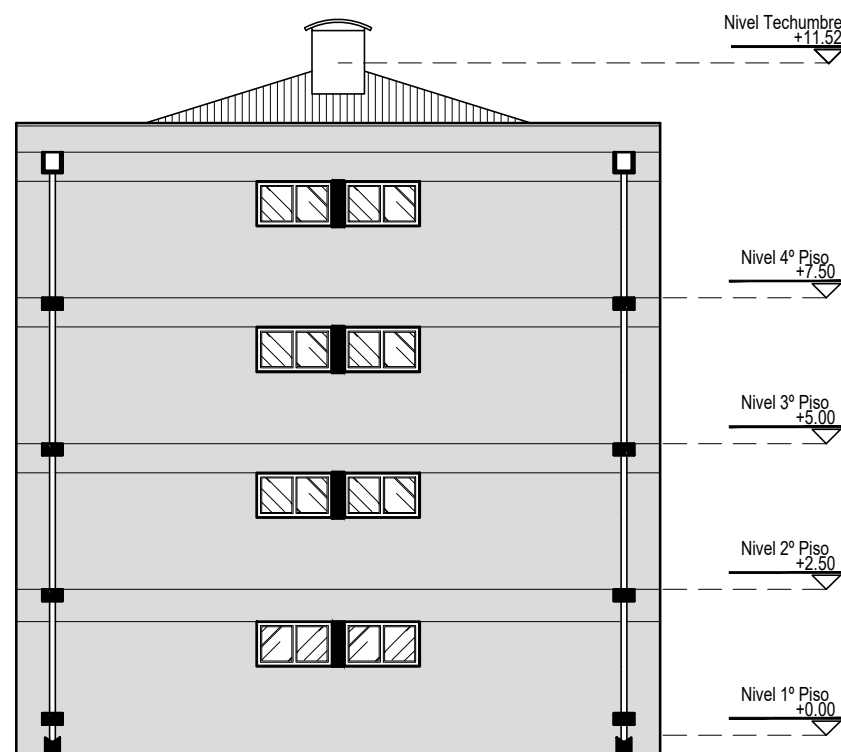 Nivel Techumbre
+11.52
Nivel 4º Piso
+7.50
Nivel 3º Piso
+5.00
Nivel 2º Piso
+2.50
Nivel 1º Piso
+0.00